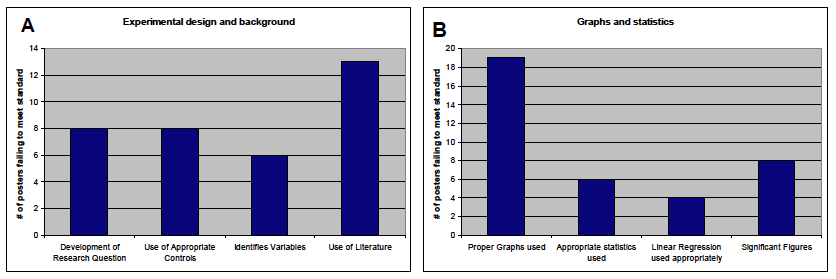 A
Experimental design and background
# of posters failing to meet standard
14
12
10
8
6
4
2
0
Development of
Research Question
Use of Appropriate
Controls
Identifies Variables
Use of Literature
B
Graphs and statistics
# of posters failing to meet standard
20
18
16
14
12
10
8
6
4
2
0
Proper Graphs used
Appropriate statistics
used
Linear Regression
used appropriately
Significant Figures